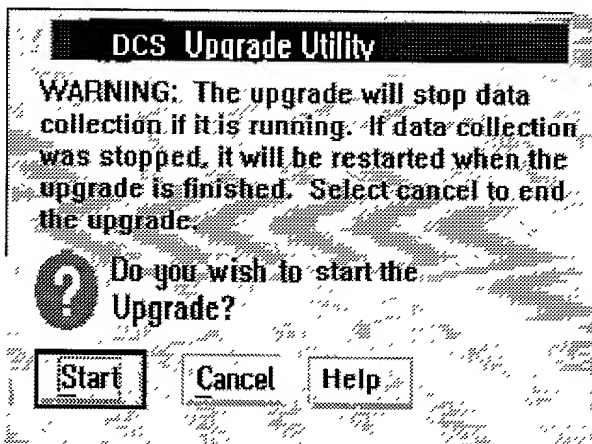 DCS Upgrade Utility
WARNING: The upgrade will stop data
collection if it is running. If data collection
was stopped, it will be restarted when the
upgrade is finished. Select cancel to end
the upgrade.
? Do you wish to start the
Upgrade?
Start Cancel Help